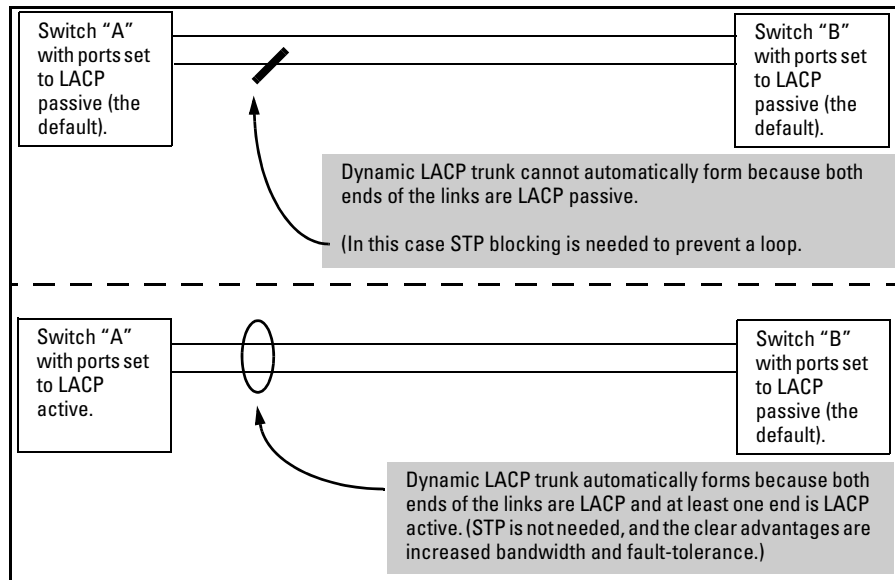 Switch “A”
with ports set
to LACP
passive (the
default).
Switch “B”
with ports set
to LACP
passive (the
default).
Dynamic LACP trunk cannot automatically form because both
ends of the links are LACP passive.
(In this case STP blocking is needed to prevent a loop.
Switch “A”
with ports set
to LACP
active.
Switch “B”
with ports set
to LACP
passive (the
default).
Dynamic LACP trunk automatically forms because both
ends of the links are LACP and at least one end is LACP
active. (STP is not needed, and the clear advantages are
increased bandwidth and fault-tolerance.)